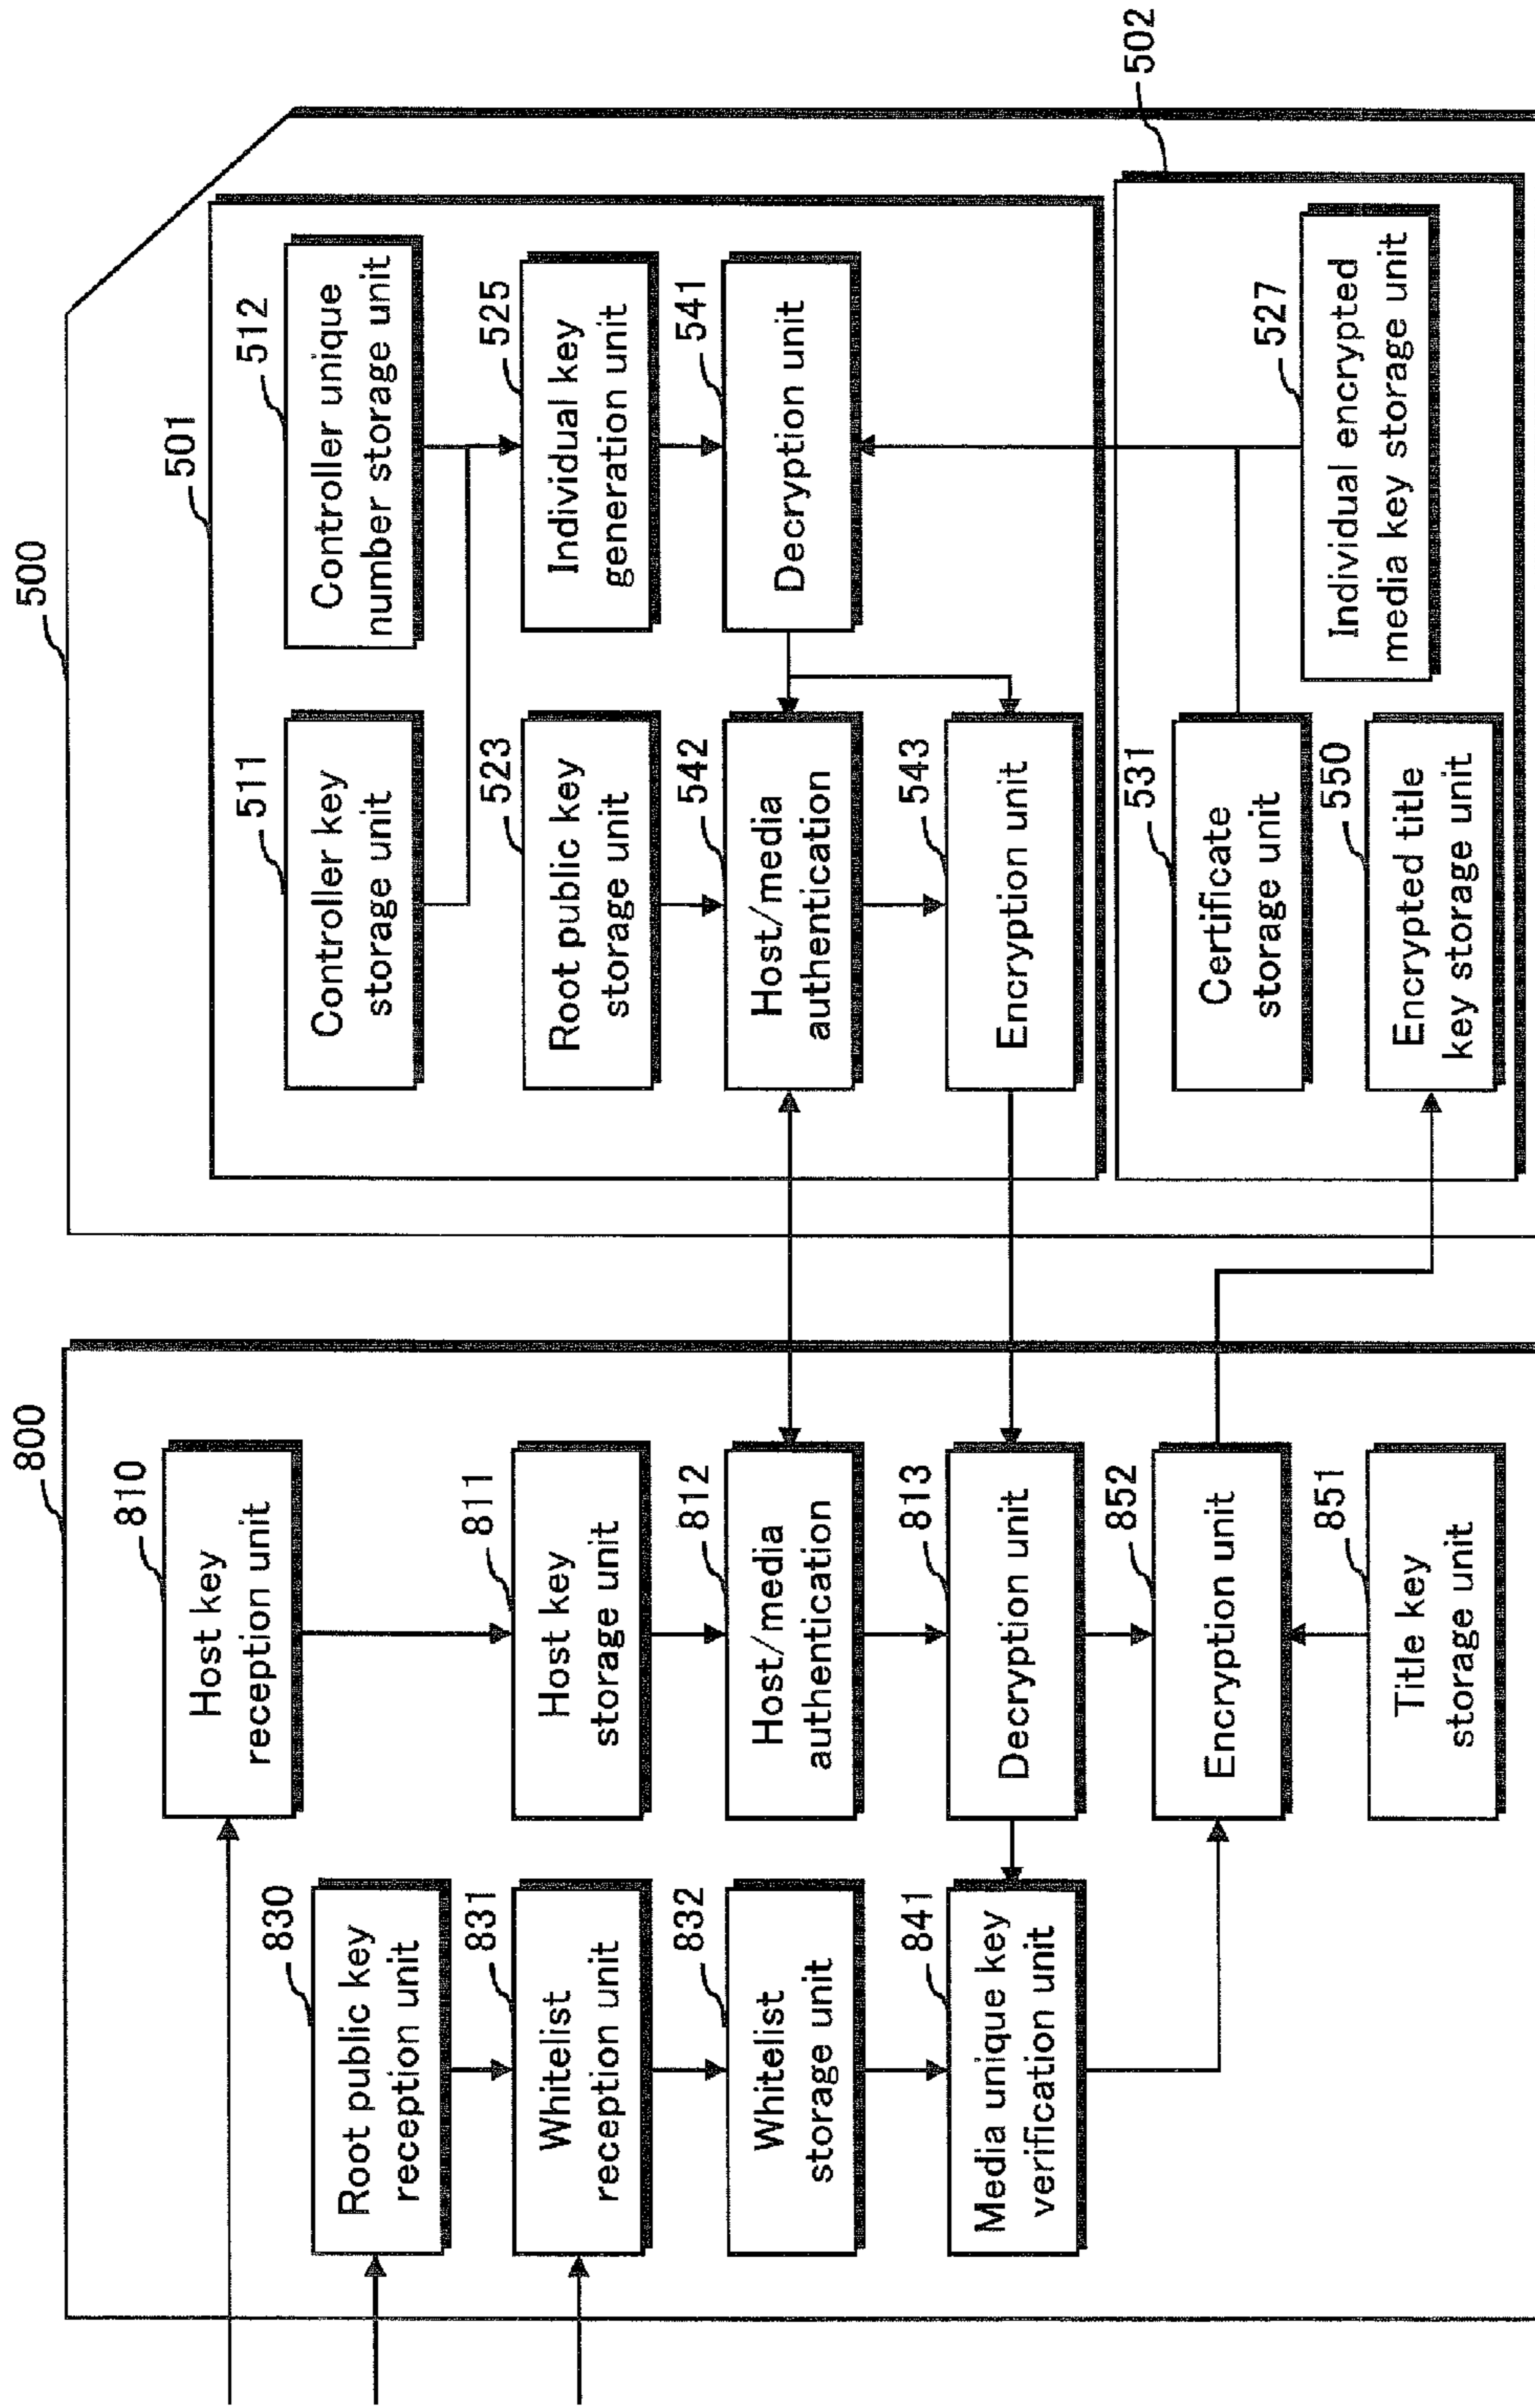 800
810
Host key
reception unit
830
Root public key
reception unit
811
Host key
storage unit
831
Whitelist
reception unit
812
Host/media
authentication
832
Whitelist
storage unit
813
Decryption unit
841
Media unique key
verification unit
852
Encryption unit
851
Title key
storage unit
500
501
511
Controller key
storage unit
512
Controller unique
number storage unit
523
Root public key
storage unit
525
Individual key
generation unit
542
Host/media
authentication
541
Decryption unit
543
Encryption unit
502
531
Certificate
storage unit
527
Individual encrypted
media key storage unit
550
Encrypted title
key storage unit